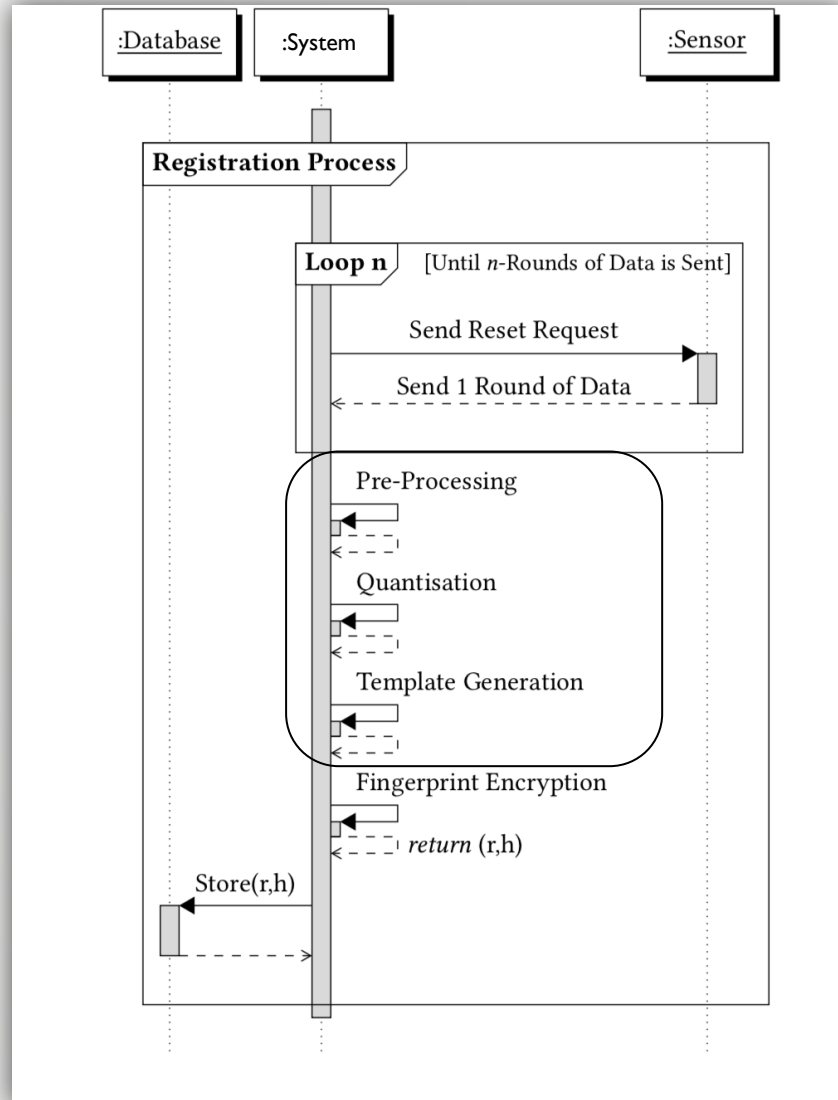 :Database
:System
:Sensor
Registration Process
Loop n
[Until n-Rounds of Data is Sent]
Send Reset Request
Send 1 Round of Data
Pre-Processing
Quantisation
Template Generation
Fingerprint Encryption
return (r,h)
Store(r,h)